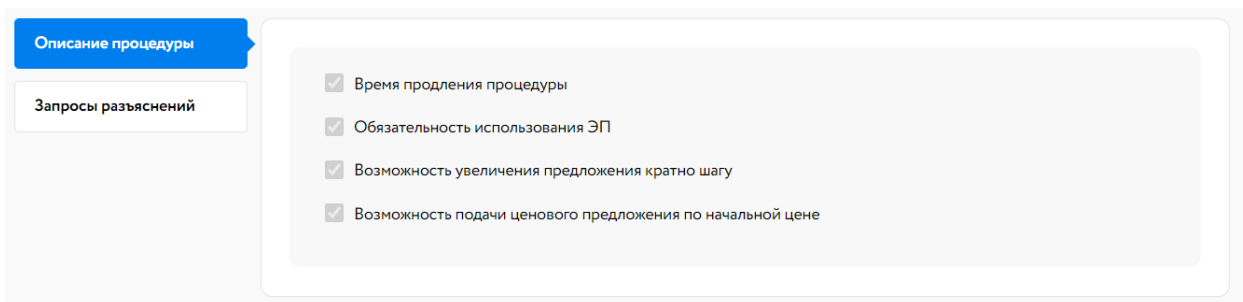 Описание процедуры
Запросы разъяснений
Время продления процедуры
Обязательность использования ЭП
Возможность увеличения предложения кратно шагу
Возможность подачи ценового предложения по начальной цене